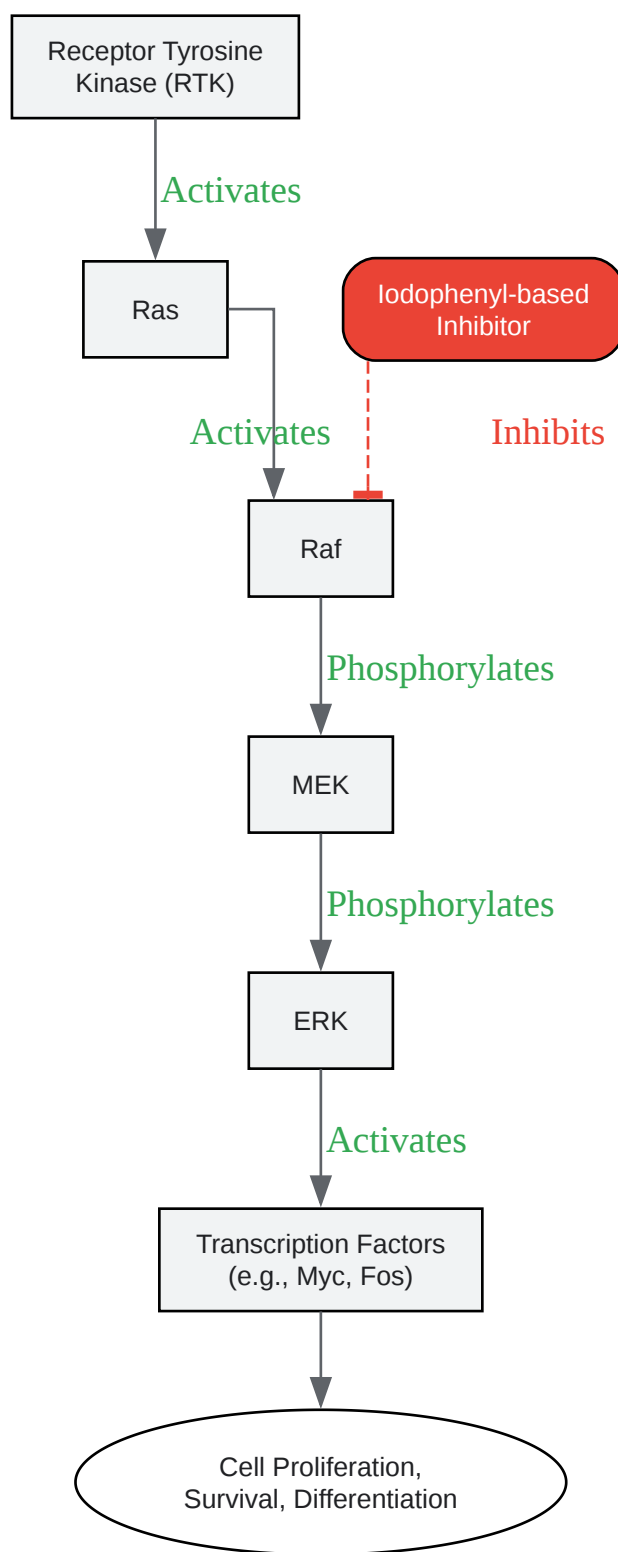 Receptor Tyrosine
Kinase (RTK)
Activates
Ras
Iodophenyl-based
Inhibitor
Activates
Inhibits
Raf
Phosphorylates
MEK
Phosphorylates
ERK
Activates
Transcription Factors
(e.g., Myc, Fos)
Cell Proliferation,
Survival, Differentiation